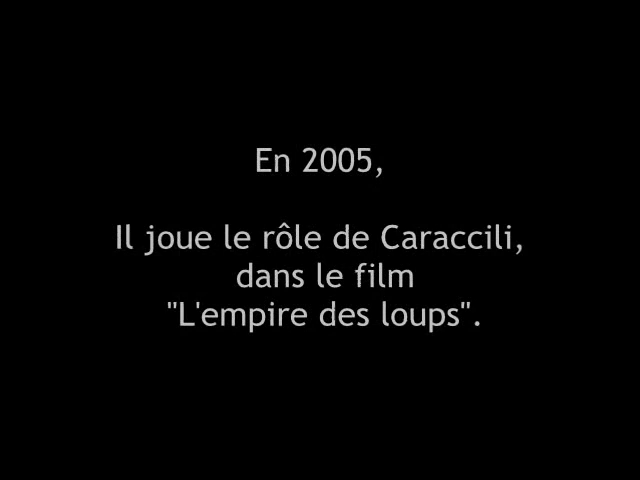 En 2005,
Il joue le rôle de Caraccili,
dans le film
"L'empire des loups".